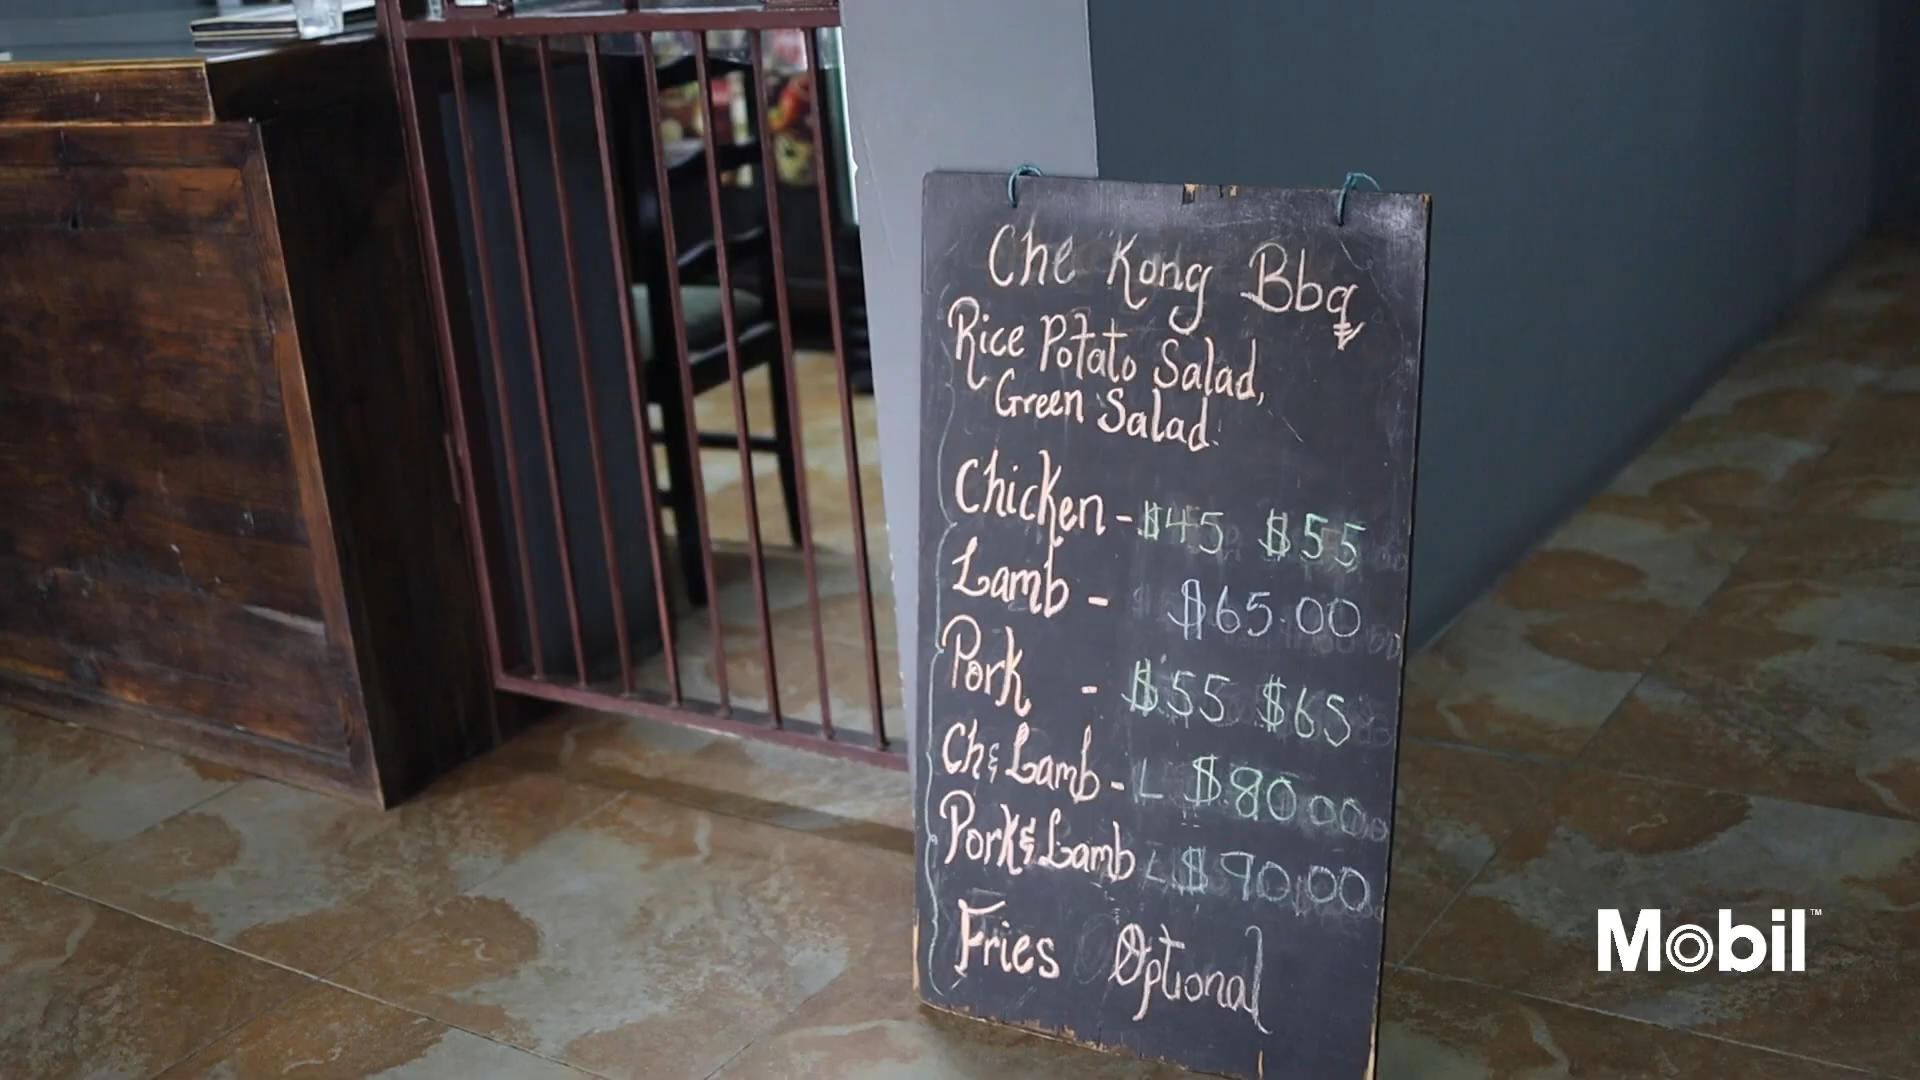 Che Kong Bbq
Rice Potato Salad,
Green Salad.
Chicken - $45 $55
Lamb - $65.00
Pork - $55 $65
Ch & Lamb - L $80.00
Pork & Lamb L $90.00
Fries Optional
Mobil™